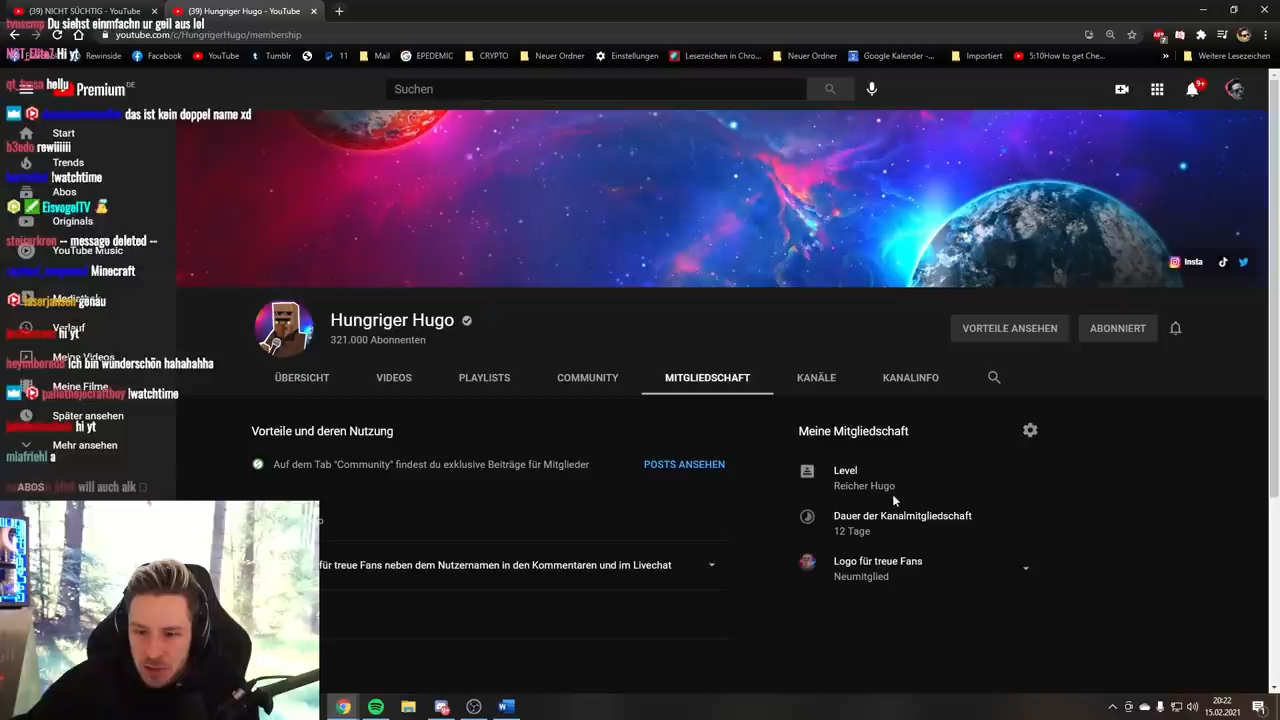 (39) NICHT SÜCHTIG - YouTube
(39) Hungriger Hugo - YouTube
Du siehst einmfachn ur geil aus lol
youtube.com/c/HungrigerHugo/membership
NGT_Elite7 Hi yt
Rewinside
Facebook
YouTube
Tumblr
11
Mail
EPEDEMIC
CRYPTO
Neuer Ordner
Einstellungen
Lesezeichen in Chro...
Neuer Ordner
Google Kalender -...
Importiert
5:10How to get Che...
Weitere Lesezeichen
hellu
Premium
DE
Suchen
9+
das ist kein doppel name xd
Start
b3edo rewiiiiii
Trends
!watchtime
Abos
EisvogelTV
Originals
-- message deleted --
YouTube Music
Minecraft
genau
Verlauf
hi yt
Meine Videos
ich bin wunderschön hahahahha
Meine Filme
!watchtime
Später ansehen
hi yt
Mehr ansehen
miafriehl a
ABOS
will auch alk
Insta
Hungriger Hugo
321.000 Abonnenten
VORTEILE ANSEHEN
ABONNIERT
ÜBERSICHT
VIDEOS
PLAYLISTS
COMMUNITY
MITGLIEDSCHAFT
KANÄLE
KANALINFO
Vorteile und deren Nutzung
Auf dem Tab "Community" findest du exklusive Beiträge für Mitglieder
POSTS ANSEHEN
für treue Fans neben dem Nutzernamen in den Kommentaren und im Livechat
Meine Mitgliedschaft
Level
Reicher Hugo
Dauer der Kanalmitgliedschaft
12 Tage
Logo für treue Fans
Neumitglied
20:22
15.02.2021